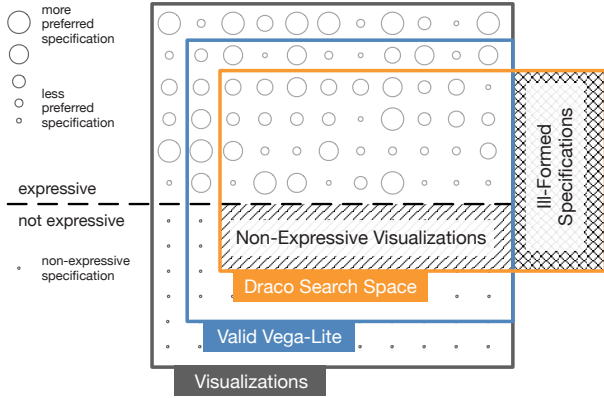 more
preferred
specification
less
preferred
specification
expressive
not expressive
non-expressive
specification
Non-Expressive Visualizations
Ill-Formed
Specifications
Draco Search Space
Valid Vega-Lite
Visualizations